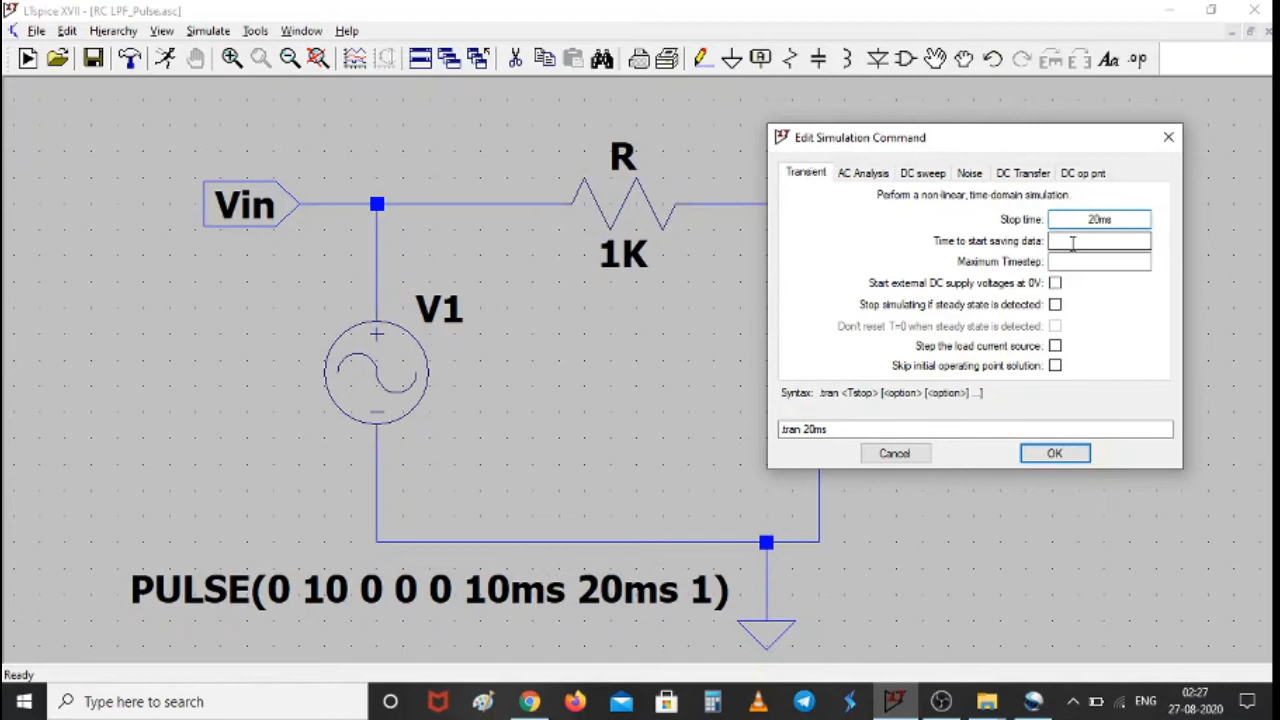 LTspice XVII - [RC LPF_Pulse.asc]
File Edit Hierarchy View Simulate Tools Window Help
Aa .op
R
Vin
1K
V1
PULSE(0 10 0 0 0 10ms 20ms 1)
Edit Simulation Command
Transient AC Analysis DC sweep Noise DC Transfer DC op pnt
Perform a non-linear, time-domain simulation.
Stop time: 20ms
Time to start saving data:
Maximum Timestep:
Start external DC supply voltages at 0V:
Stop simulating if steady state is detected:
Don't reset T=0 when steady state is detected:
Step the load current source:
Skip initial operating point solution:
Syntax: .tran <Tstop> [<option> [<option>] ...]
.tran 20ms
Cancel OK
Ready
Type here to search
ENG
02:27
27-08-2020